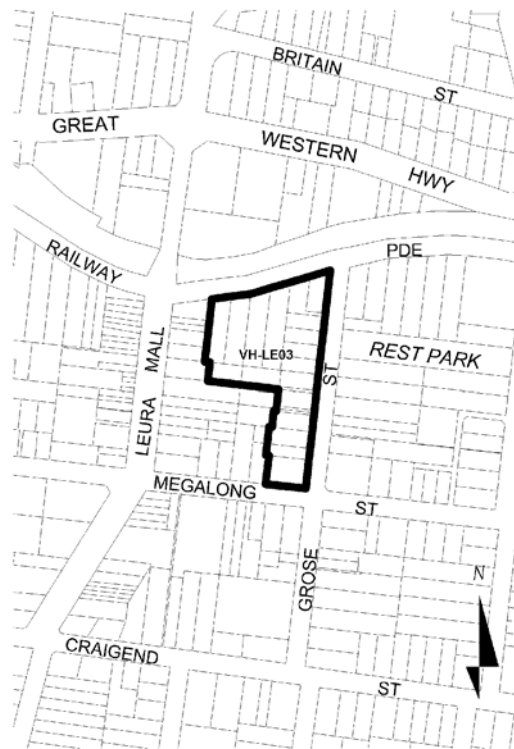 BRITAIN ST
GREAT WESTERN HWY
RAILWAY PDE
VH-LE03
REST PARK
LEURA MALL
ST
MEGALONG ST
GROSE
N
CRAIGEND ST